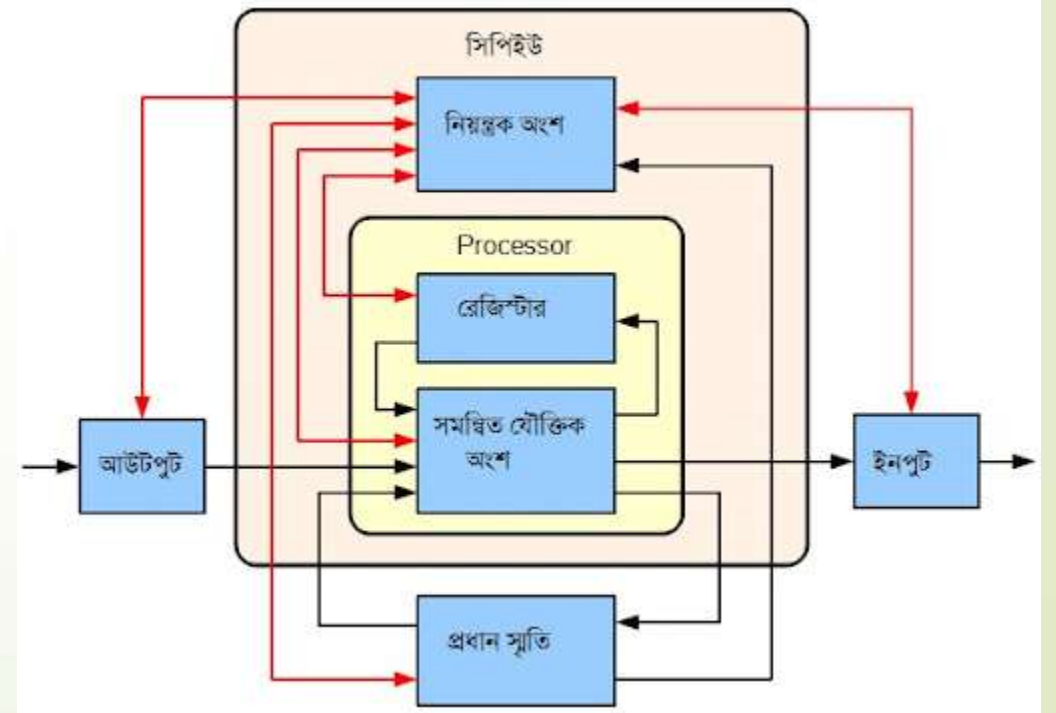 সিপিইউ
নিয়ন্ত্রক অংশ
Processor
রেজিস্টার
সমন্বিত যৌক্তিক
অংশ
আউটপুট
ইনপুট
প্রধান স্মৃতি